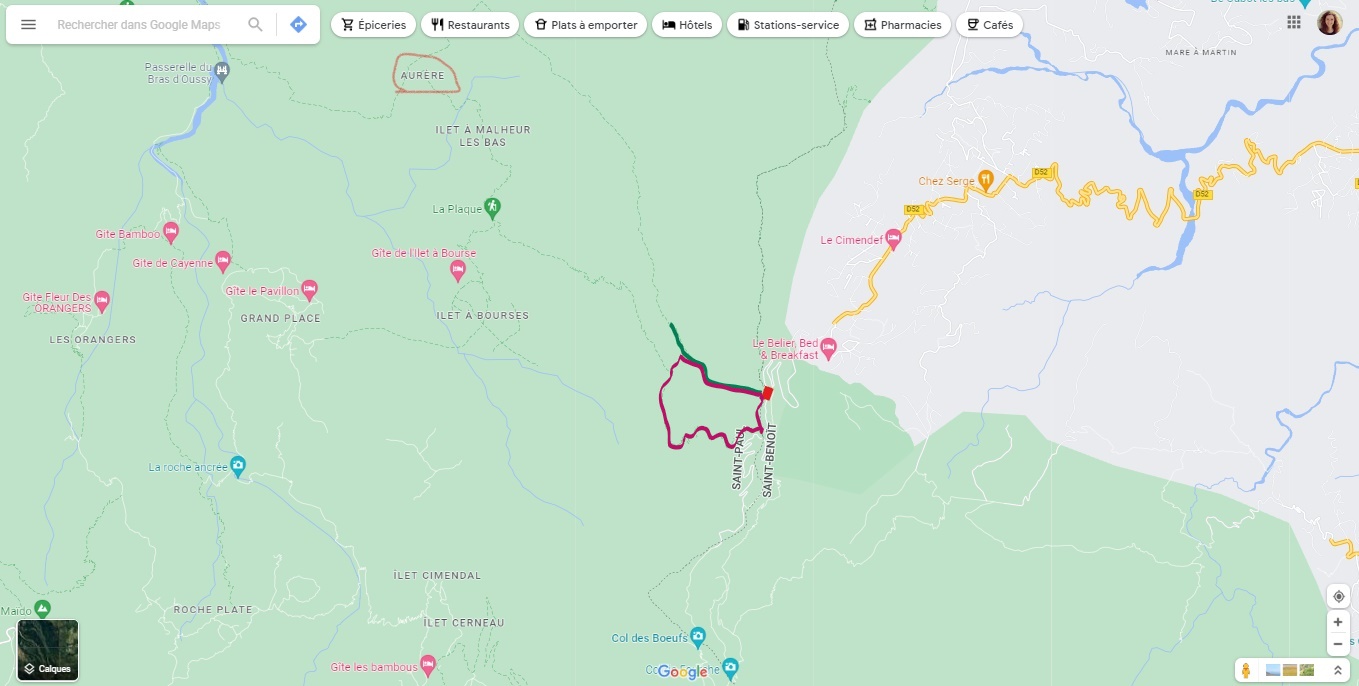 Rechercher dans Google Maps
Épiceries
Restaurants
Plats à emporter
Hôtels
Stations-service
Pharmacies
Cafés
MARE À MARTIN
Passerelle du
Bras d'Oussy
AURÈRE
ILET A MALHEUR
LES BAS
Chez Serge
D52
D52
D52
La Plaque
Gite Bamboo
Le Cimendef
Gîte de l'Ilet à Bourse
Gite de Cayenne
Gîte le Pavillon
Gite Fleur Des
ORANGERS
GRAND PLACE
ILET À BOURSES
LES ORANGERS
Le Belier, Bed
& Breakfast
SAINT-PAUL
SAINT-BENOÎT
La roche ancrée
ÎLET CIMENDAL
Maido
ROCHE PLATE
ÎLET CERNEAU
Col des Boeufs
Gîte les bambous
Google
Calques